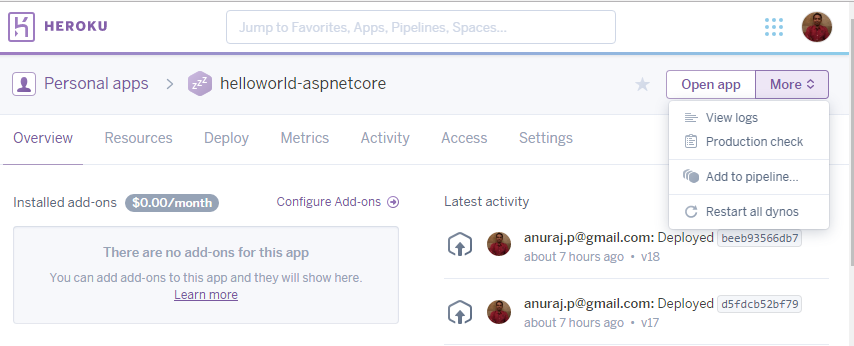 HEROKU
Jump to Favorites, Apps, Pipelines, Spaces...
Personal apps > zzz helloworld-aspnetcore
Open app
More
View logs
Production check
Add to pipeline...
Restart all dynos
Overview Resources Deploy Metrics Activity Access Settings
Installed add-ons $0.00/month
Configure Add-ons
There are no add-ons for this app
You can add add-ons to this app and they will show here.
Learn more
Latest activity
anuraj.p@gmail.com: Deployed beeb93566db7
about 7 hours ago • v18
anuraj.p@gmail.com: Deployed d5fdcb52bf79
about 7 hours ago • v17